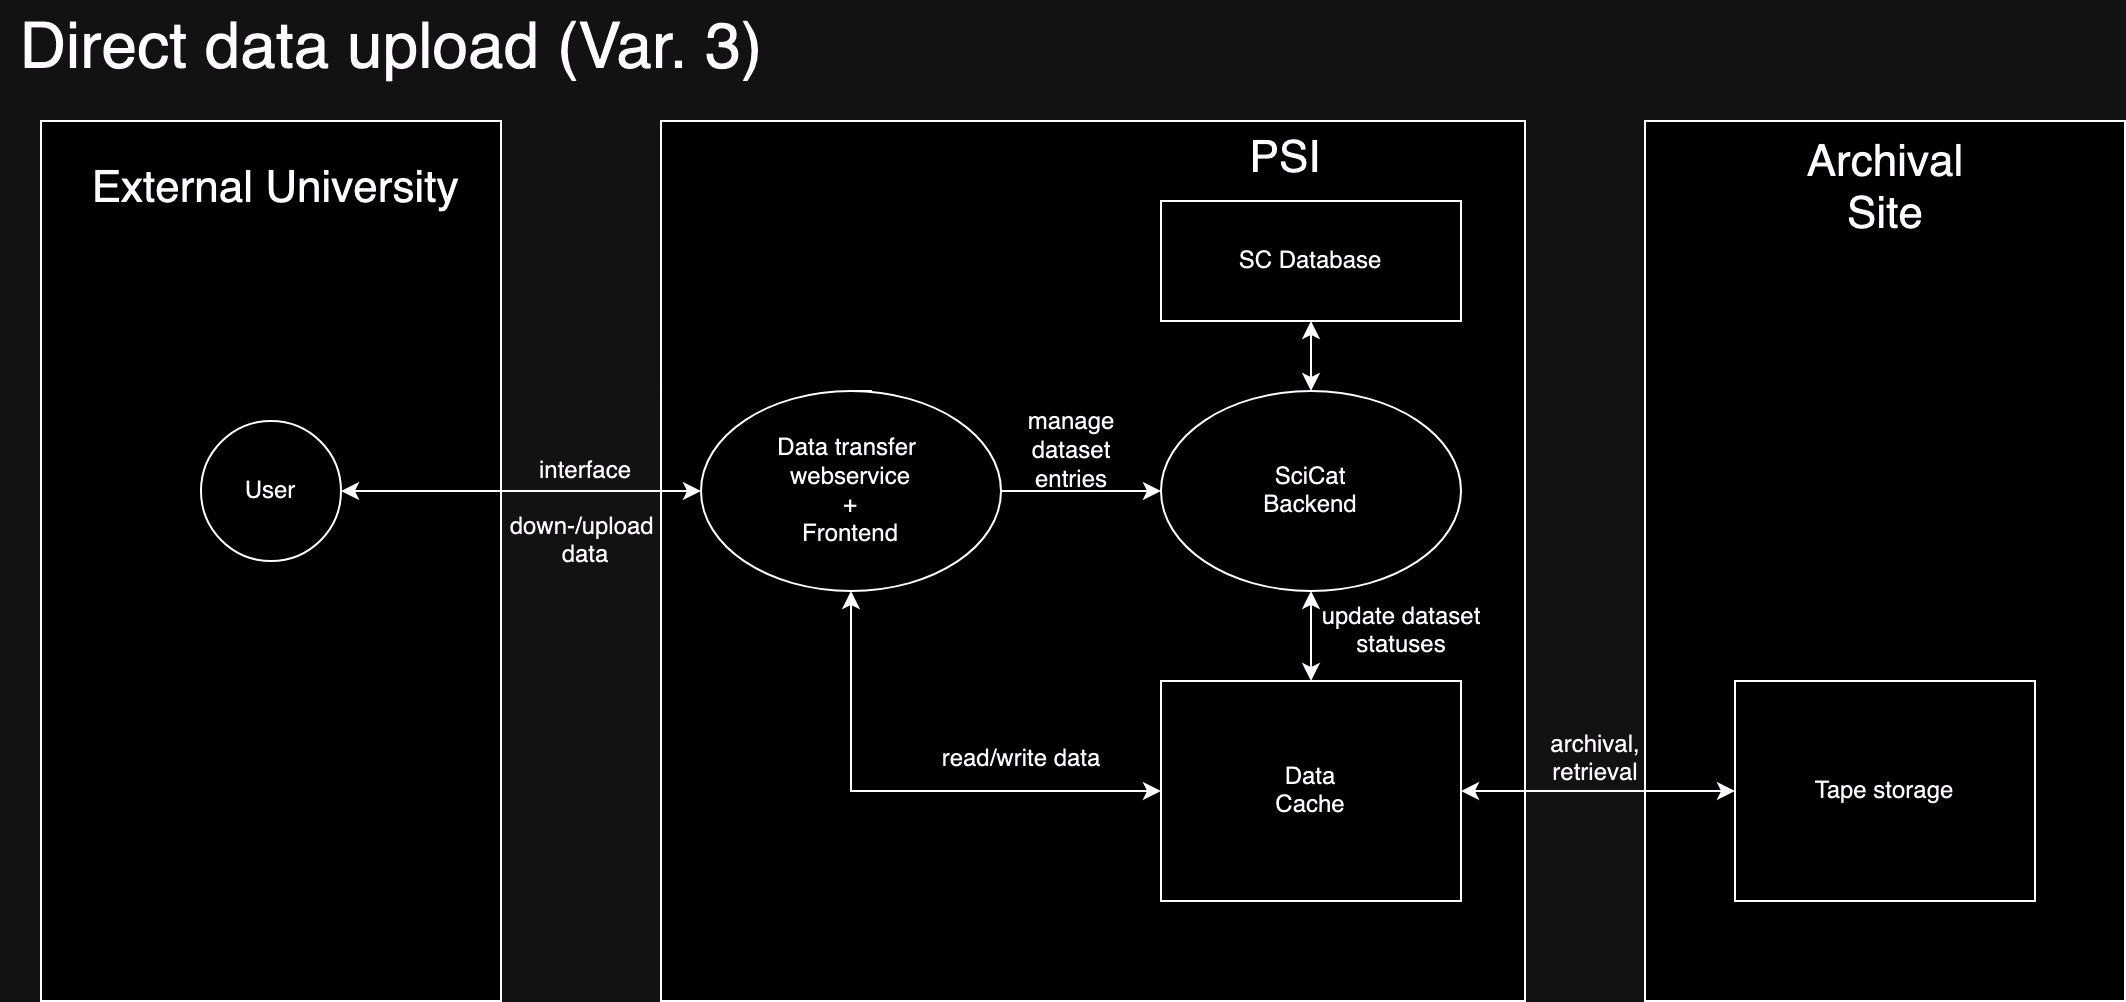 Direct data upload (Var. 3)
External University
PSI
Archival
Site
SC Database
User
interface
down-/upload
data
Data transfer
webservice
+
Frontend
manage
dataset
entries
SciCat
Backend
update dataset
statuses
read/write data
Data
Cache
archival,
retrieval
Tape storage